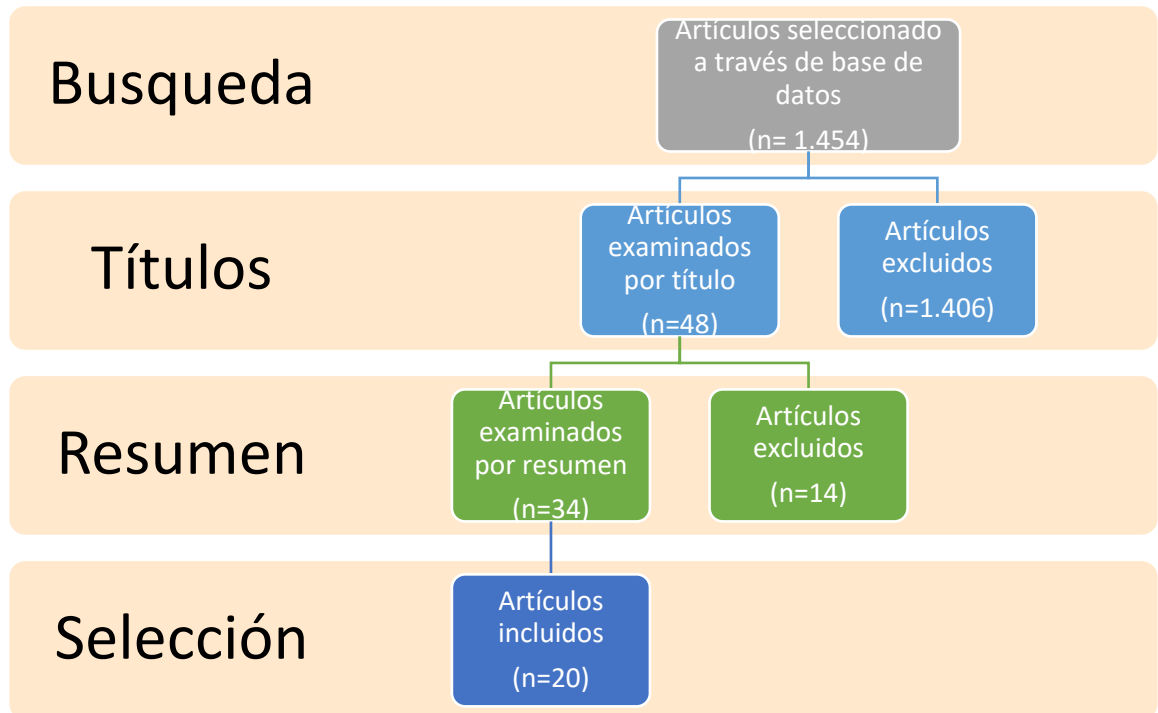 Busqueda
Artículos seleccionado
a través de base de
datos
(n= 1.454)
Títulos
Artículos
examinados
por título
(n=48)
Artículos
excluidos
(n=1.406)
Resumen
Artículos
examinados
por resumen
(n=34)
Artículos
excluidos
(n=14)
Selección
Artículos
incluidos
(n=20)